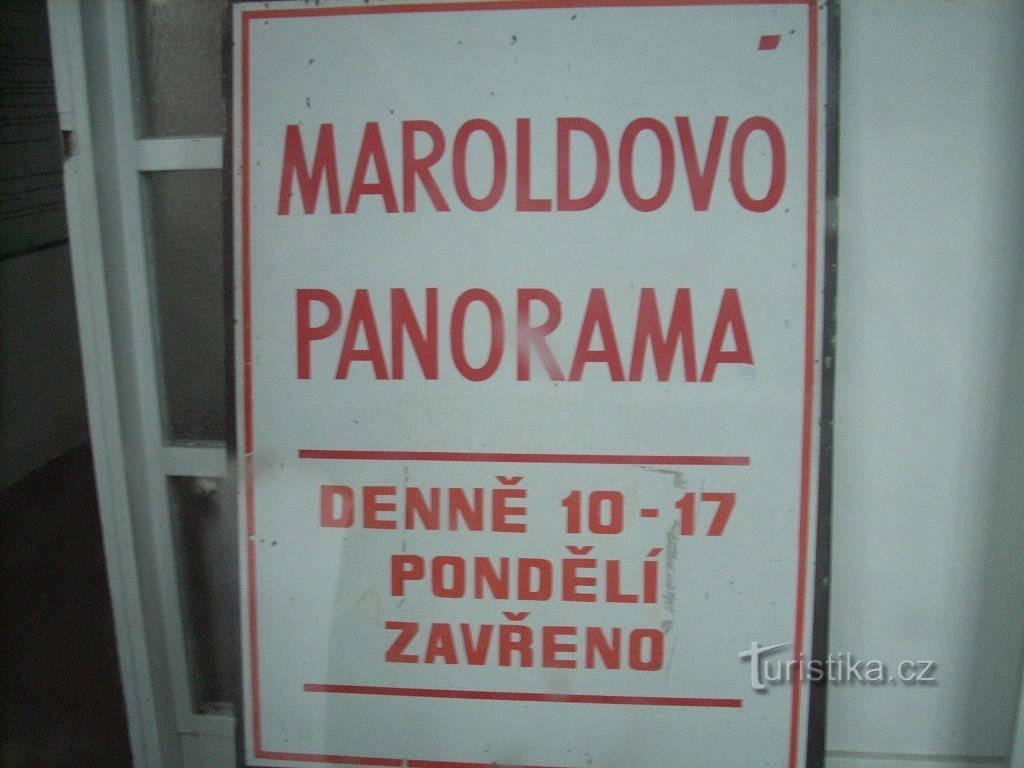 MAROLDOVO
PANORAMA
DENNĚ 10 - 17
PONDĚLÍ
ZAVŘENO
Turistika.cz